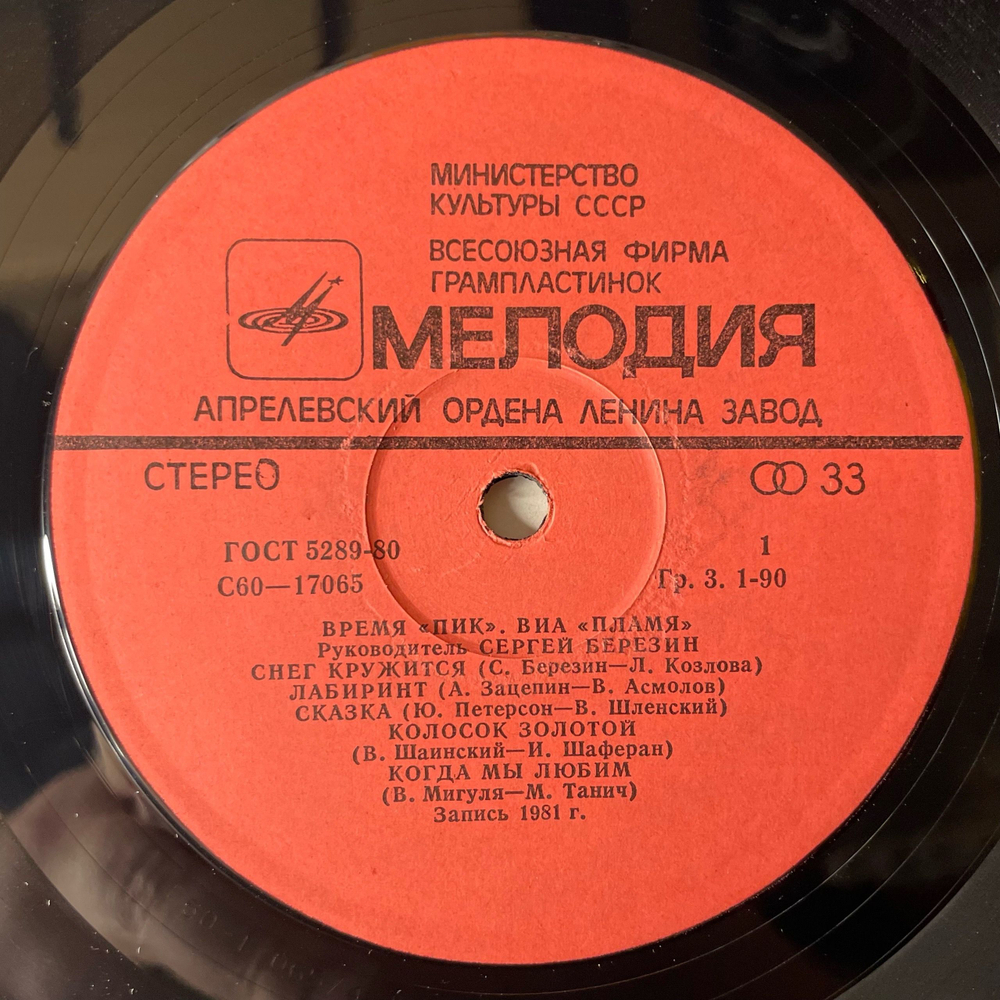 МИНИСТЕРСТВО
КУЛЬТУРЫ СССР
ВСЕСОЮЗНАЯ ФИРМА
ГРАМПЛАСТИНОК
МЕЛОДИЯ
АПРЕЛЕВСКИЙ ОРДЕНА ЛЕНИНА ЗАВОД
СТЕРЕО 33
ГОСТ 5289-80 1
С60—17065 Гр. 3. 1-90
ВРЕМЯ «ПИК». ВИА «ПЛАМЯ»
Руководитель СЕРГЕЙ БЕРЕЗИН
СНЕГ КРУЖИТСЯ (С. Березин—Л. Козлова)
ЛАБИРИНТ (А. Зацепин—В. Асмолов)
СКАЗКА (Ю. Петерсон—В. Шленский)
КОЛОСОК ЗОЛОТОЙ
(В. Шаинский—И. Шаферан)
КОГДА МЫ ЛЮБИМ
(В. Мигуля—М. Танич)
Запись 1981 г.